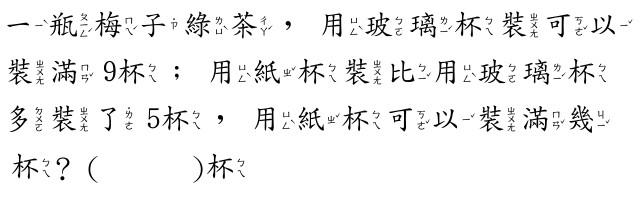 一瓶梅子綠茶，用玻璃杯裝可以
裝滿 9杯；用紙杯裝比用玻璃杯
多裝了 5杯，用紙杯可以裝滿幾
杯？(　　　)杯